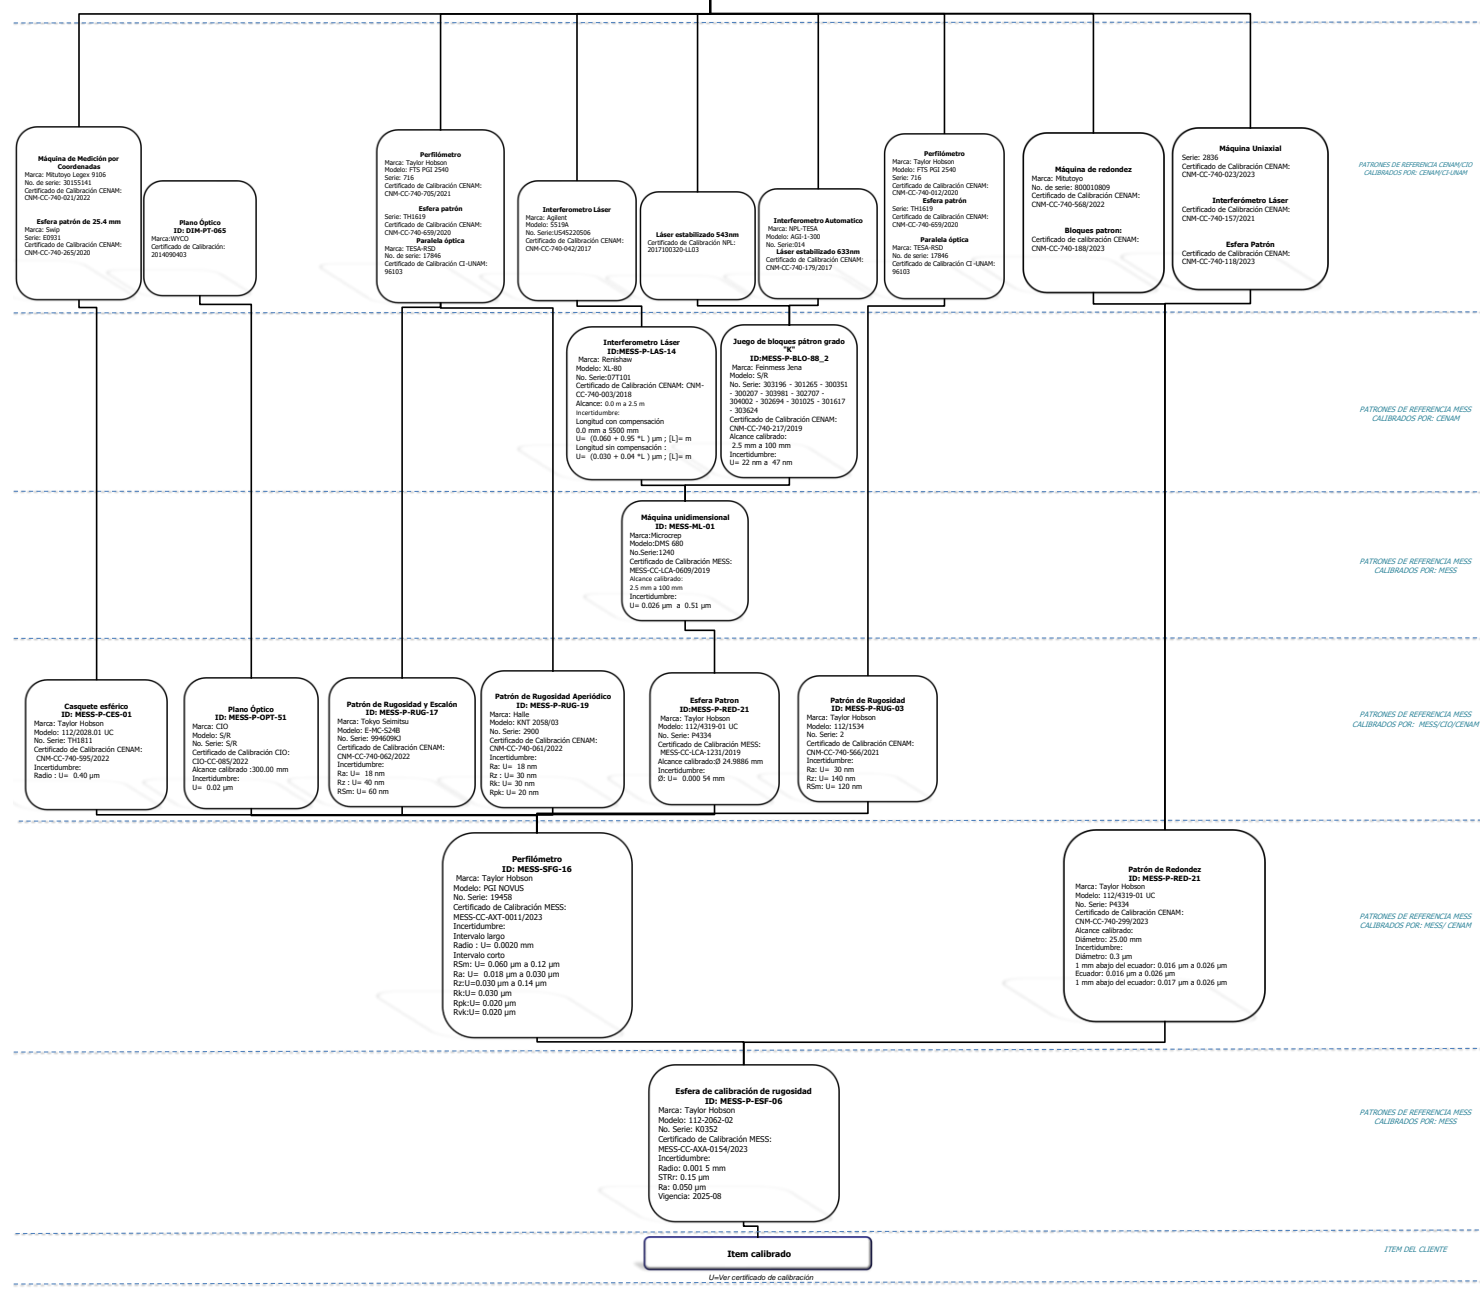 Máquina de Medición por
Coordenadas
Marca: Mitutoyo Legex 9106
No. de serie: 30155141
Certificado de Calibración CENAM:
CNM-CC-740-021/2022
Esfera patrón de 25.4 mm
Marca: Swip
Serie: E0931
Certificado de Calibración CENAM:
CNM-CC-740-265/2020
Plano Óptico
ID: DIM-PT-065
Marca:WYCO
Certificado de Calibración:
2014090403
Perfilómetro
Marca: Taylor Hobson
Modelo: FTS PGI 2540
Serie: 716
Certificado de Calibración CENAM:
CNM-CC-740-705/2021
Esfera patrón
Serie: TH1619
Certificado de Calibración CENAM:
CNM-CC-740-659/2020
Paralela óptica
Marca: TESA-RSD
No. de serie: 17846
Certificado de Calibración CI-UNAM:
96103
Interferometro Láser
Marca: Agilent
Modelo: 5519A
No. Serie:US45220506
Certificado de Calibración CENAM:
CNM-CC-740-042/2017
Láser estabilizado 543nm
Certificado de Calibración NPL:
2017100320-LL03
Interferometro Automatico
Marca: NPL-TESA
Modelo: AGI-1-300
No. Serie:014
Láser estabilizado 633nm
Certificado de Calibración CENAM:
CNM-CC-740-179/2017
Perfilómetro
Marca: Taylor Hobson
Modelo: FTS PGI 2540
Serie: 716
Certificado de Calibración CENAM:
CNM-CC-740-012/2020
Esfera patrón
Serie: TH1619
Certificado de Calibración CENAM:
CNM-CC-740-659/2020
Paralela óptica
Marca: TESA-RSD
No. de serie: 17846
Certificado de Calibración CI-UNAM:
96103
Máquina de redondez
Marca: Mitutoyo
No. de serie: 800010809
Certificado de Calibración CENAM:
CNM-CC-740-568/2022
Bloques patron:
Certificado de calibración CENAM:
CNM-CC-740-188/2023
Máquina Uniaxial
Serie: 2836
Certificado de Calibración CENAM:
CNM-CC-740-023/2023
Interferómetro Láser
Certificado de Calibración CENAM:
CNM-CC-740-157/2021
Esfera Patrón
Certificado de Calibración CENAM:
CNM-CC-740-118/2023
PATRONES DE REFERENCIA CENAM/CIO
CALIBRADOS POR: CENAM/CI-UNAM
Interferometro Láser
ID:MESS-P-LAS-14
Marca: Renishaw
Modelo: XL-80
No. Serie:07T101
Certificado de Calibración CENAM: CNM-
CC-740-003/2018
Alcance: 0.0 m a 2.5 m
Incertidumbre:
Longitud con compensación
0.0 mm a 5500 mm
U= (0.060 + 0.95 *L ) µm ; [L]= m
Longitud sin compensación :
U= (0.030 + 0.04 *L ) µm ; [L]= m
Juego de bloques pátron grado
"K"
ID:MESS-P-BLO-88_2
Marca: Feinmess Jena
Modelo: S/R
No. Serie: 303196 - 301265 - 300351
- 300207 - 303981 - 302707 -
304002 - 302694 - 301025 - 301617
- 303624
Certificado de Calibración CENAM:
CNM-CC-740-217/2019
Alcance calibrado:
2.5 mm a 100 mm
Incertidumbre:
U= 22 nm a 47 nm
PATRONES DE REFERENCIA MESS
CALIBRADOS POR: CENAM
Máquina unidimensional
ID: MESS-ML-01
Marca:Microcrep
Modelo:DMS 680
No.Serie:1240
Certificado de Calibración MESS:
MESS-CC-LCA-0609/2019
Alcance calibrado:
2.5 mm a 100 mm
Incertidumbre:
U= 0.026 µm a 0.51 µm
PATRONES DE REFERENCIA MESS
CALIBRADOS POR: MESS
Casquete esférico
ID: MESS-P-CES-01
Marca: Taylor Hobson
Modelo: 112/2028.01 UC
No. Serie: TH1811
Certificado de Calibración CENAM:
CNM-CC-740-595/2022
Incertidumbre:
Radio : U= 0.40 µm
Plano Óptico
ID: MESS-P-OPT-51
Marca: CIO
Modelo: S/R
No. Serie: S/R
Certificado de Calibración CIO:
CIO-CC-085/2022
Alcance calibrado :300.00 mm
Incertidumbre:
U= 0.02 µm
Patrón de Rugosidad y Escalón
ID: MESS-P-RUG-17
Marca: Tokyo Seimitsu
Modelo: E-MC-S24B
No. Serie: 994609KJ
Certificado de Calibración CENAM:
CNM-CC-740-062/2022
Incertidumbre:
Ra: U= 18 nm
Rz : U= 40 nm
RSm: U= 60 nm
Patrón de Rugosidad Aperiódico
ID: MESS-P-RUG-19
Marca: Halle
Modelo: KNT 2058/03
No. Serie: 2900
Certificado de Calibración CENAM:
CNM-CC-740-061/2022
Incertidumbre:
Ra: U= 18 nm
Rz : U= 30 nm
Rk: U= 30 nm
Rpk: U= 20 nm
Esfera Patron
ID:MESS-P-RED-21
Marca: Taylor Hobson
Modelo: 112/4319-01 UC
No. Serie: P4334
Certificado de Calibración MESS:
MESS-CC-LCA-1231/2019
Alcance calibrado:Ø 24.9886 mm
Incertidumbre:
Ø: U= 0.000 54 mm
Patrón de Rugosidad
ID: MESS-P-RUG-03
Marca: Taylor Hobson
Modelo: 112/1534
No. Serie: 2
Certificado de Calibración CENAM:
CNM-CC-740-566/2021
Incertidumbre:
Ra: U= 30 nm
Rz: U= 140 nm
RSm: U= 120 nm
PATRONES DE REFERENCIA MESS
CALIBRADOS POR: MESS/CIO/CENAM
Perfilómetro
ID: MESS-SFG-16
Marca: Taylor Hobson
Modelo: PGI NOVUS
No. Serie: 19458
Certificado de Calibración MESS:
MESS-CC-AXT-0011/2023
Incertidumbre:
Intervalo largo
Radio : U= 0.0020 mm
Intervalo corto
RSm: U= 0.060 µm a 0.12 µm
Ra: U= 0.018 µm a 0.030 µm
Rz:U=0.030 µm a 0.14 µm
Rk:U= 0.030 µm
Rpk:U= 0.020 µm
Rvk:U= 0.020 µm
Patrón de Redondez
ID: MESS-P-RED-21
Marca: Taylor Hobson
Modelo: 112/4319-01 UC
No. Serie: P4334
Certificado de Calibración CENAM:
CNM-CC-740-299/2023
Alcance calibrado:
Diámetro: 25.00 mm
Incertidumbre:
Diámetro: 0.3 µm
1 mm abajo del ecuador: 0.016 µm a 0.026 µm
Ecuador: 0.016 µm a 0.026 µm
1 mm abajo del ecuador: 0.017 µm a 0.026 µm
PATRONES DE REFERENCIA MESS
CALIBRADOS POR: MESS/ CENAM
Esfera de calibración de rugosidad
ID: MESS-P-ESF-06
Marca: Taylor Hobson
Modelo: 112-2062-02
No. Serie: K0352
Certificado de Calibración MESS:
MESS-CC-AXA-0154/2023
Incertidumbre:
Radio: 0.001 5 mm
STRr: 0.15 µm
Ra: 0.050 µm
Vigencia: 2025-08
PATRONES DE REFERENCIA MESS
CALIBRADOS POR: MESS
Item calibrado
ITEM DEL CLIENTE
U=Ver certificado de calibración